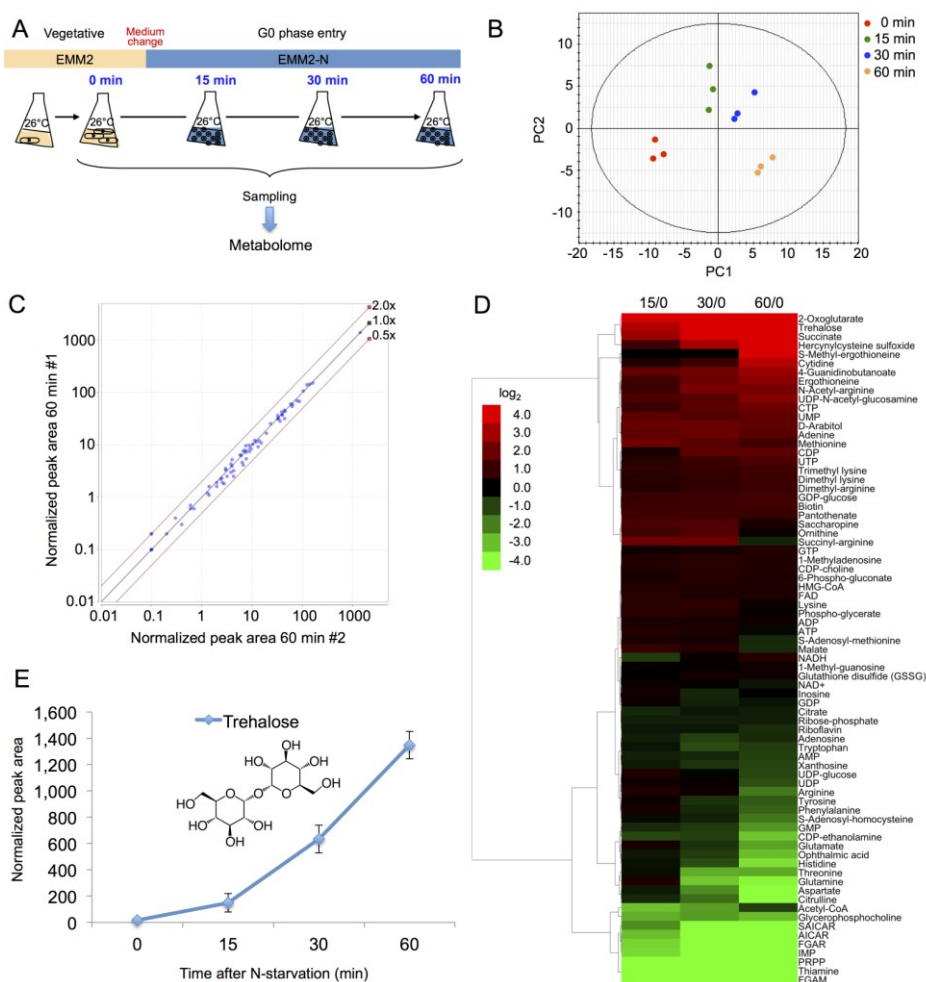 A
Vegetative Medium change G0 phase entry
EMM2 EMM2-N
0 min 15 min 30 min 60 min
26°C 26°C 26°C 26°C 26°C
Sampling
Metabolome
B
0 min
15 min
30 min
60 min
PC2
10
5
0
-5
-10
-20 -15 -10 -5 0 5 10 15 20
PC1
C
Normalized peak area 60 min #1
2.0x
1.0x
0.5x
1000
100
10
1
0.1
0.01
0.01 0.1 1 10 100 1000
Normalized peak area 60 min #2
D
15/0 30/0 60/0
log2
4.0
3.0
2.0
1.0
0.0
-1.0
-2.0
-3.0
-4.0
2-Oxoglutarate
Trehalose
Succinate
Hercynylcysteine sulfoxide
S-Methyl-ergothioneine
Cytidine
4-Guanidinobutanoate
Ergothioneine
N-Acetyl-arginine
UDP-N-acetyl-glucosamine
CTP
UMP
D-Arabitol
Adenine
Methionine
CDP
UTP
Trimethyl lysine
Dimethyl lysine
Dimethyl-arginine
GDP-glucose
Biotin
Pantothenate
Saccharopine
Ornithine
Succinyl-arginine
GTP
1-Methyladenosine
CDP-choline
6-Phospho-gluconate
HMG-CoA
FAD
Lysine
Phospho-glycerate
ADP
ATP
S-Adenosyl-methionine
Malate
NADH
1-Methyl-guanosine
Glutathione disulfide (GSSG)
NAD+
Inosine
GDP
Citrate
Ribose-phosphate
Riboflavin
Adenosine
Tryptophan
AMP
Xanthosine
UDP-glucose
UDP
Arginine
Tyrosine
Phenylalanine
S-Adenosyl-homocysteine
GMP
CDP-ethanolamine
Glutamate
Ophthalmic acid
Histidine
Threonine
Glutamine
Aspartate
Citrulline
Acetyl-CoA
Glycerophosphocholine
SAICAR
AICAR
FGAR
IMP
PRPP
Thiamine
FGAM
E
Trehalose
Normalized peak area
1,600
1,400
1,200
1,000
800
600
400
200
0
OH
OH
HO
OH
O
O
OH
O
HO
OH
HO
OH
0 15 30 60
Time after N-starvation (min)